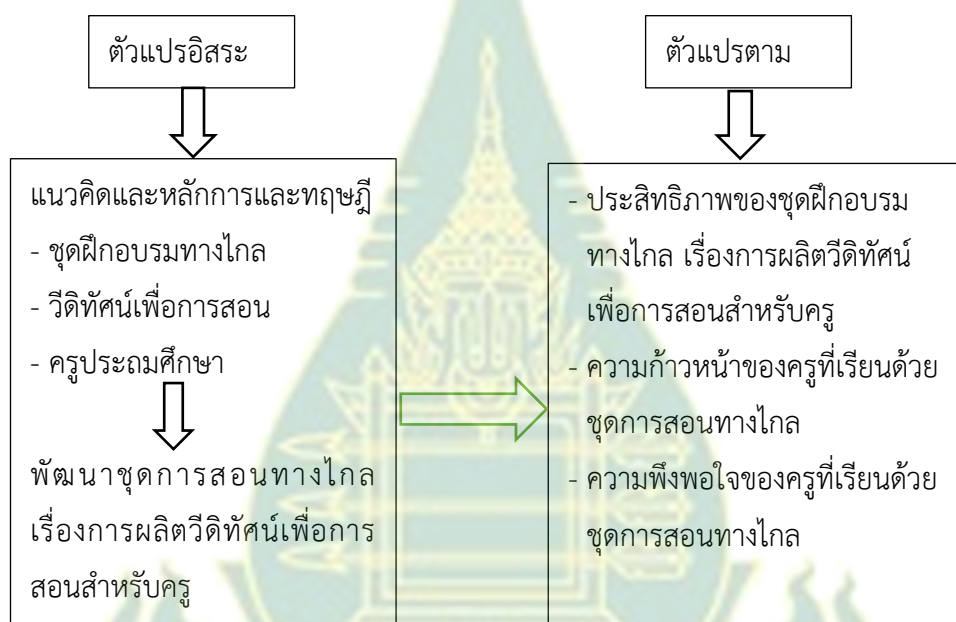 ตัวแปรอิสระ
แนวคิดและหลักการและทฤษฎี
- ชุดฝึกอบรมทางไกล
- วีดิทัศน์เพื่อการสอน
- ครูประถมศึกษา
พัฒนาชุดการสอนทางไกล
เรื่องการผลิตวีดิทัศน์เพื่อการ
สอนสำหรับครู
ตัวแปรตาม
- ประสิทธิภาพของชุดฝึกอบรม
ทางไกล เรื่องการผลิตวีดิทัศน์
เพื่อการสอนสำหรับครู
- ความก้าวหน้าของครูที่เรียนด้วย
ชุดการสอนทางไกล
- ความพึงพอใจของครูที่เรียนด้วย
ชุดการสอนทางไกล